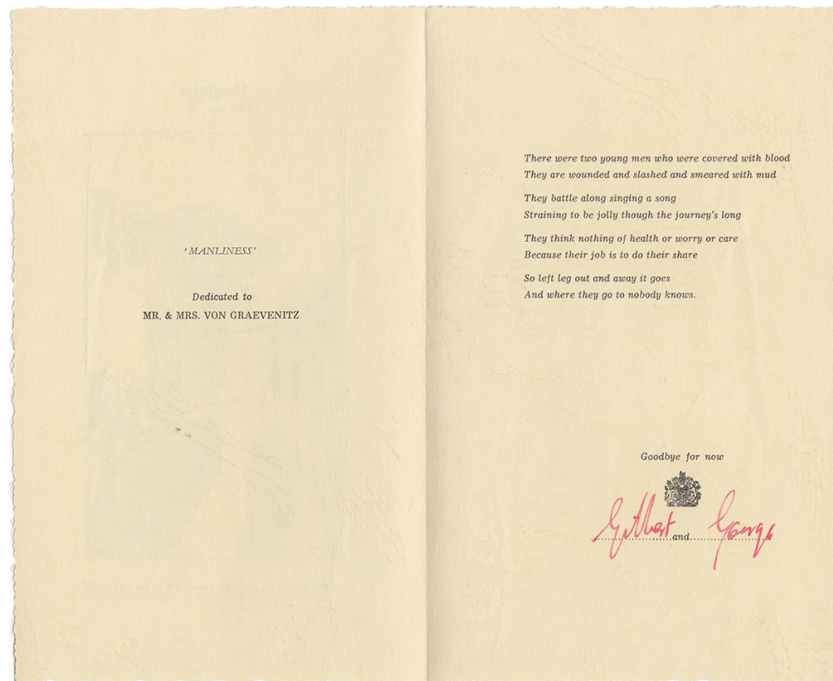 'MANLINESS'
Dedicated to
MR. & MRS. VON GRAEVENITZ
There were two young men who were covered with blood
They are wounded and slashed and smeared with mud
They battle along singing a song
Straining to be jolly though the journey's long
They think nothing of health or worry or care
Because their job is to do their share
So left leg out and away it goes
And where they go to nobody knows.
Goodbye for now
Gilbert and George